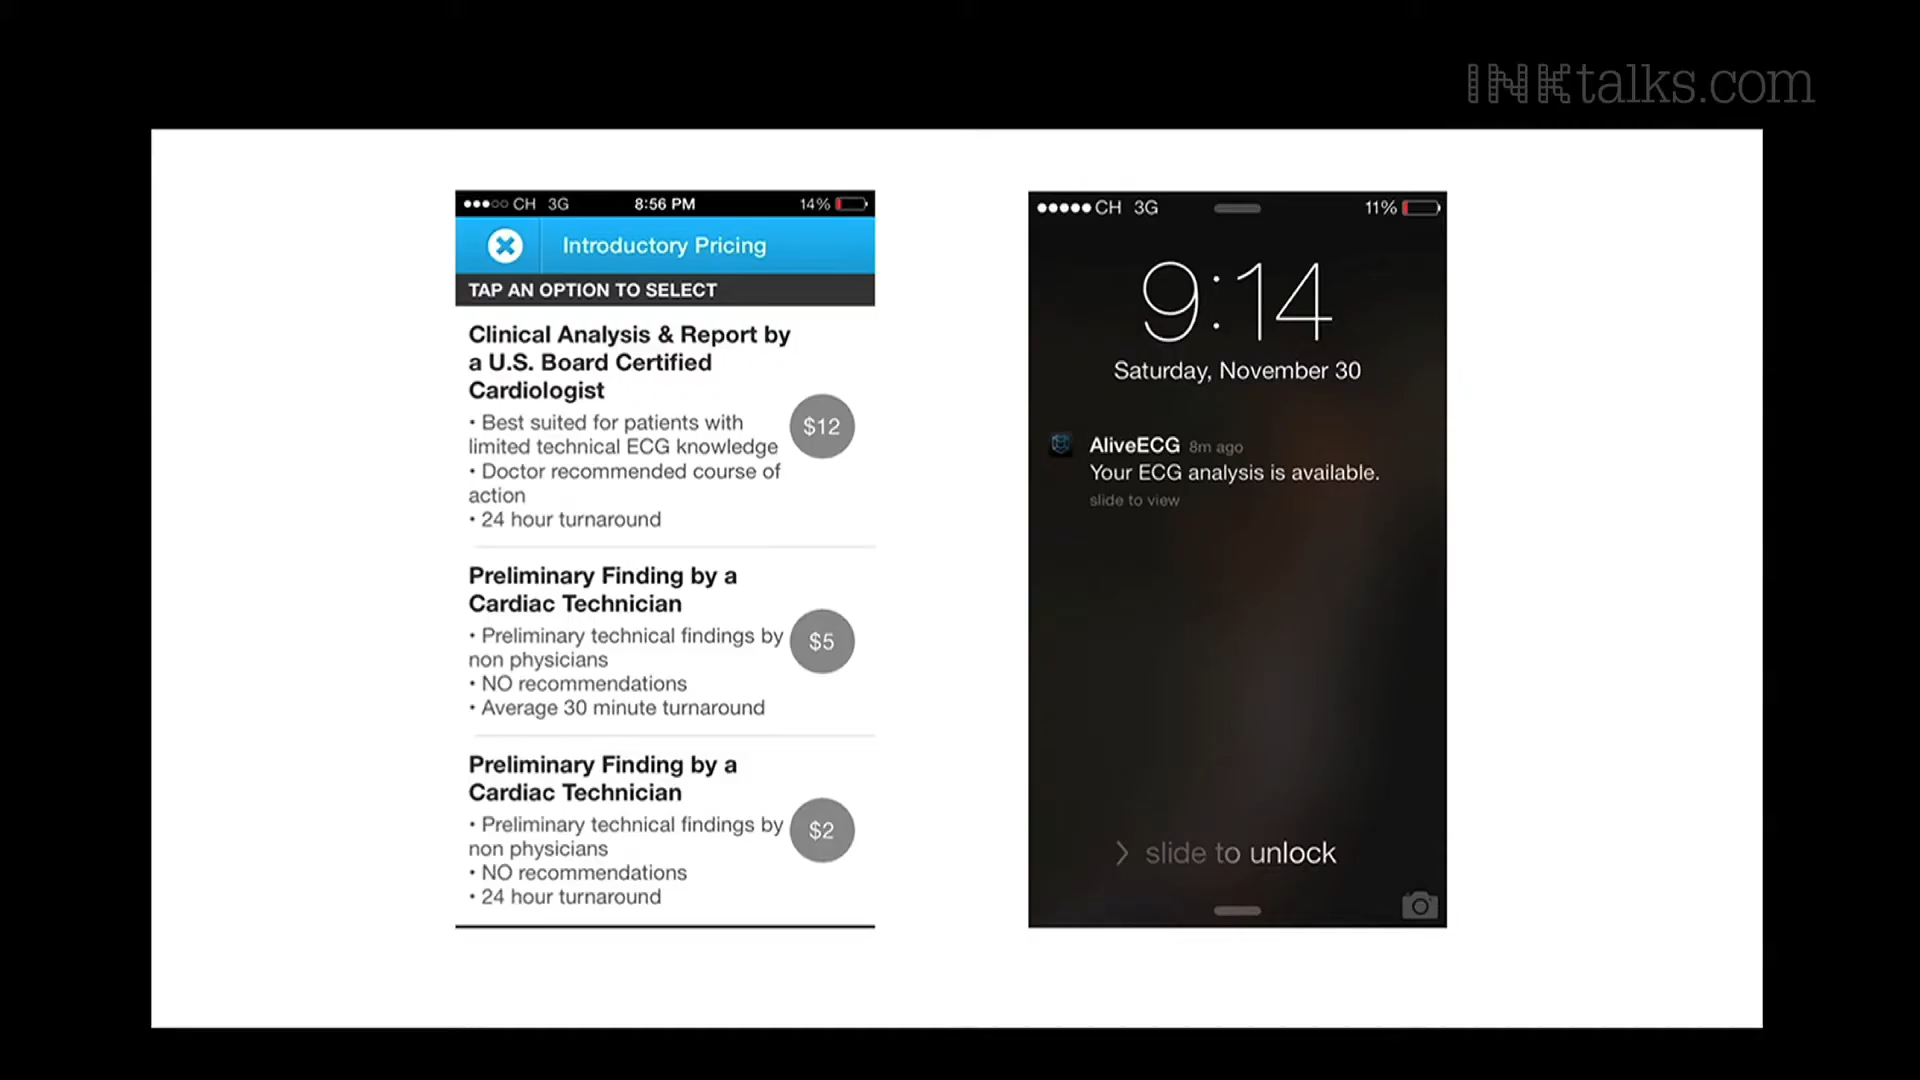 INKtalks.com
●●●○○ CH 3G 8:56 PM 14%
Introductory Pricing
TAP AN OPTION TO SELECT
Clinical Analysis & Report by
a U.S. Board Certified
Cardiologist
• Best suited for patients with
limited technical ECG knowledge
• Doctor recommended course of
action
• 24 hour turnaround
$12
Preliminary Finding by a
Cardiac Technician
• Preliminary technical findings by
non physicians
• NO recommendations
• Average 30 minute turnaround
$5
Preliminary Finding by a
Cardiac Technician
• Preliminary technical findings by
non physicians
• NO recommendations
• 24 hour turnaround
$2
●●●●● CH 3G 11%
9:14
Saturday, November 30
AliveECG 8m ago
Your ECG analysis is available.
slide to view
> slide to unlock